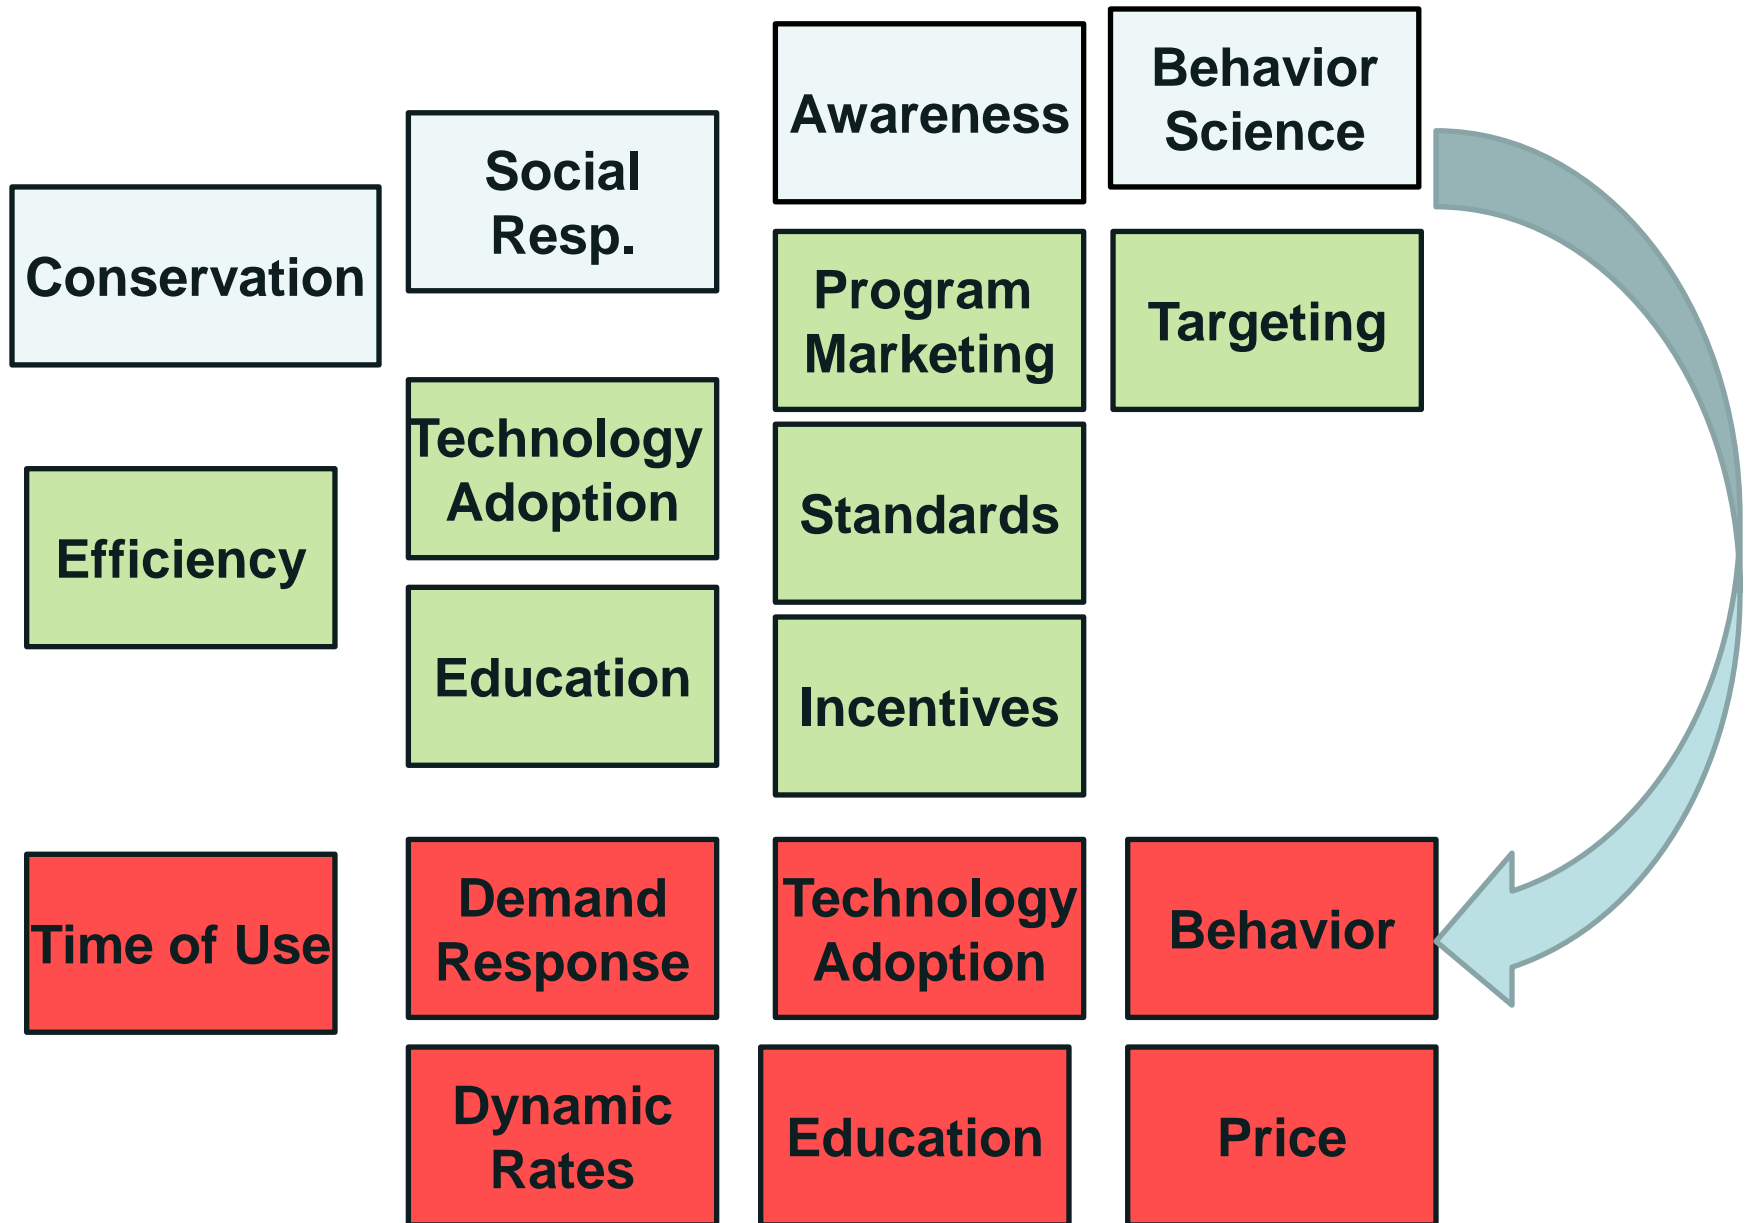 Conservation
Social
Resp.
Awareness
Behavior
Science
Efficiency
Technology
Adoption
Education
Program
Marketing
Standards
Incentives
Targeting
Time of Use
Demand
Response
Technology
Adoption
Behavior
Dynamic
Rates
Education
Price